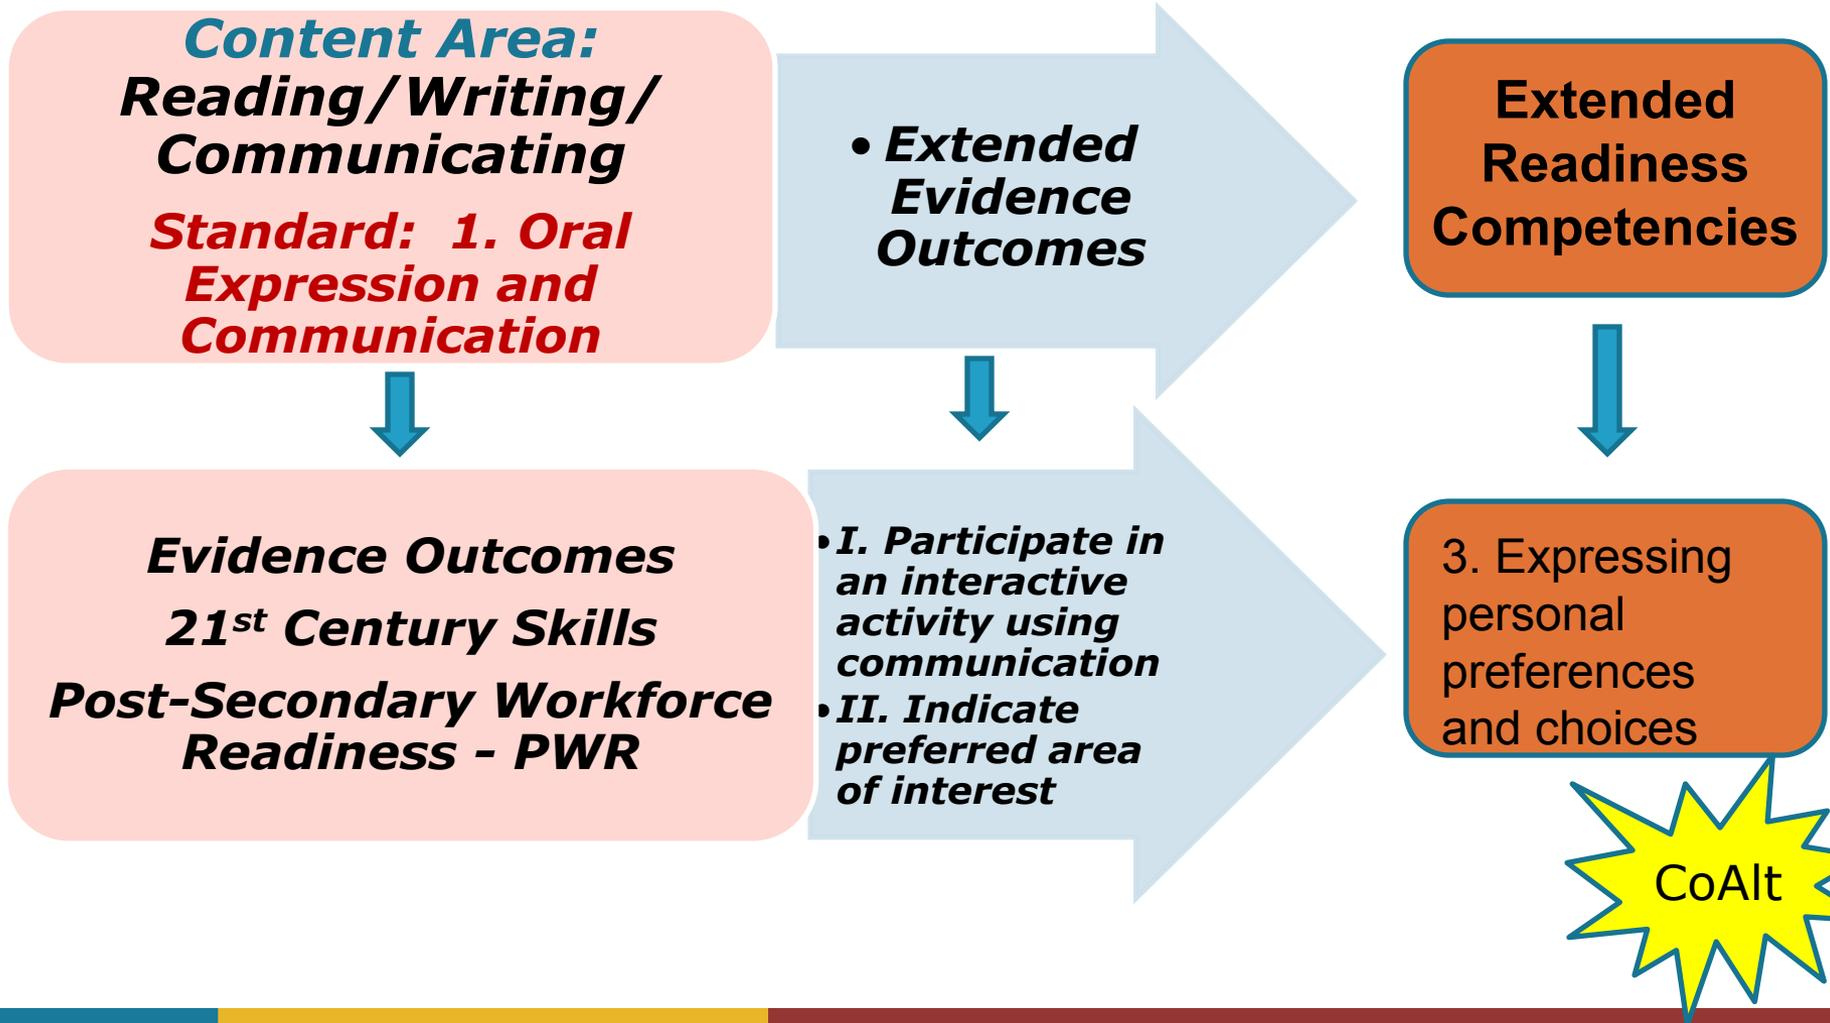 Content Area:
Reading/Writing/
Communicating
Standard:  1. Oral
Expression and
Communication
• Extended
Evidence
Outcomes
Extended
Readiness
Competencies
Evidence Outcomes
21st Century Skills
Post-Secondary Workforce
Readiness - PWR
• I. Participate in
an interactive
activity using
communication
• II. Indicate
preferred area
of interest
3. Expressing
personal
preferences
and choices
CoAlt